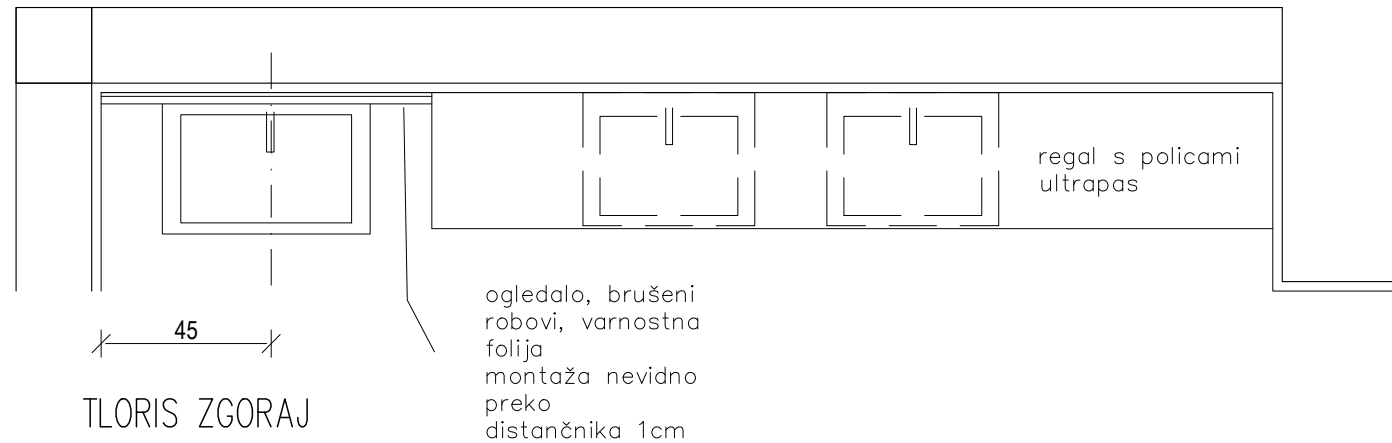 regal s policami
ultrapas
ogledalo, brušeni
robovi, varnostna
folija
montaža nevidno
preko
distančnika 1cm
45
TLORIS ZGORAJ